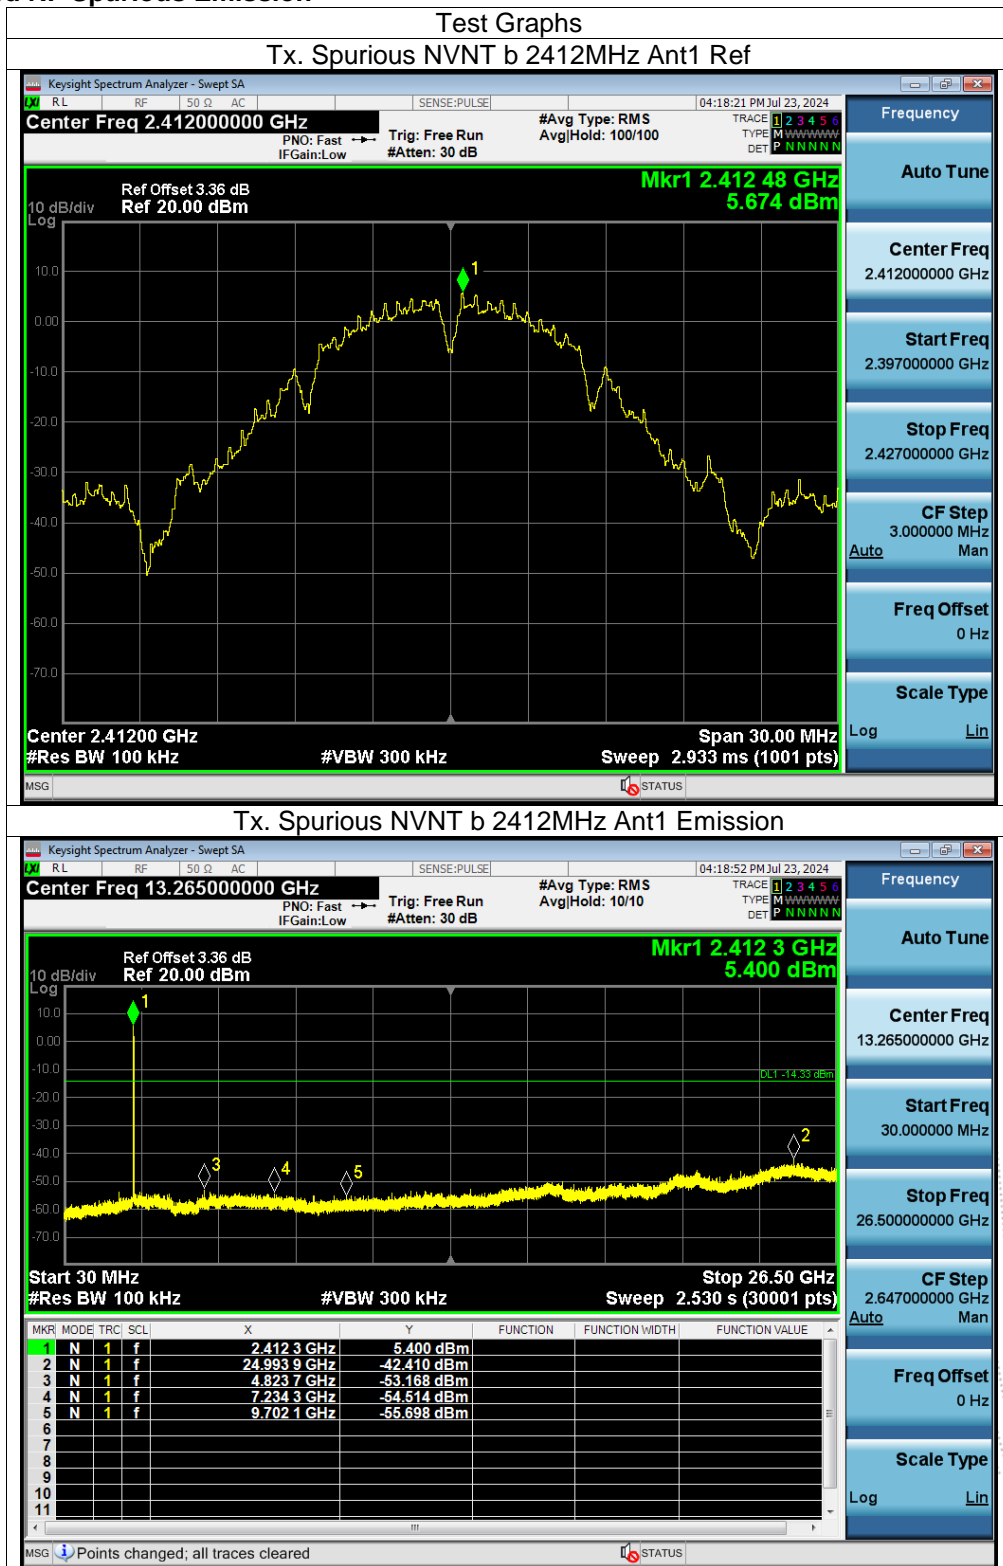 Test Graphs
Tx. Spurious NVNT b 2412MHz Ant1 Ref
Keysight Spectrum Analyzer - Swept SA
LXI RL RF 50 Ω AC SENSE:PULSE 04:18:21 PM Jul 23, 2024
Center Freq 2.412000000 GHz
PNO: Fast
IFGain:Low
Trig: Free Run
#Atten: 30 dB
#Avg Type: RMS
Avg|Hold: 100/100
TRACE 1 2 3 4 5 6
TYPE M WWWWW
DET P N N N N N
Frequency
Auto Tune
Center Freq
2.412000000 GHz
Start Freq
2.397000000 GHz
Stop Freq
2.427000000 GHz
CF Step
3.000000 MHz
Auto Man
Freq Offset
0 Hz
Scale Type
Log Lin
Mkr1 2.412 48 GHz
5.674 dBm
Ref Offset 3.36 dB
10 dB/div Ref 20.00 dBm
Log
10.0
0.00
-10.0
-20.0
-30.0
-40.0
-50.0
-60.0
-70.0
1
Center 2.41200 GHz Span 30.00 MHz
#Res BW 100 kHz #VBW 300 kHz Sweep 2.933 ms (1001 pts)
MSG STATUS
Tx. Spurious NVNT b 2412MHz Ant1 Emission
Keysight Spectrum Analyzer - Swept SA
LXI RL RF 50 Ω AC SENSE:PULSE 04:18:52 PM Jul 23, 2024
Center Freq 13.265000000 GHz
PNO: Fast
IFGain:Low
Trig: Free Run
#Atten: 30 dB
#Avg Type: RMS
Avg|Hold: 10/10
TRACE 1 2 3 4 5 6
TYPE M WWWWW
DET P N N N N N
Frequency
Auto Tune
Center Freq
13.265000000 GHz
Start Freq
30.000000 MHz
Stop Freq
26.500000000 GHz
CF Step
2.647000000 GHz
Auto Man
Freq Offset
0 Hz
Scale Type
Log Lin
Mkr1 2.412 3 GHz
5.400 dBm
Ref Offset 3.36 dB
10 dB/div Ref 20.00 dBm
Log
10.0
0.00
-10.0
-20.0
-30.0
-40.0
-50.0
-60.0
-70.0
1
DL1 -14.33 dBm
2
3
4
5
Start 30 MHz Stop 26.50 GHz
#Res BW 100 kHz #VBW 300 kHz Sweep 2.530 s (30001 pts)
MKR MODE TRC SCL X Y FUNCTION FUNCTION WIDTH FUNCTION VALUE
1 N 1 f 2.412 3 GHz 5.400 dBm
2 N 1 f 24.993 9 GHz -42.410 dBm
3 N 1 f 4.823 7 GHz -53.168 dBm
4 N 1 f 7.234 3 GHz -54.514 dBm
5 N 1 f 9.702 1 GHz -55.698 dBm
6
7
8
9
10
11
MSG Points changed; all traces cleared STATUS